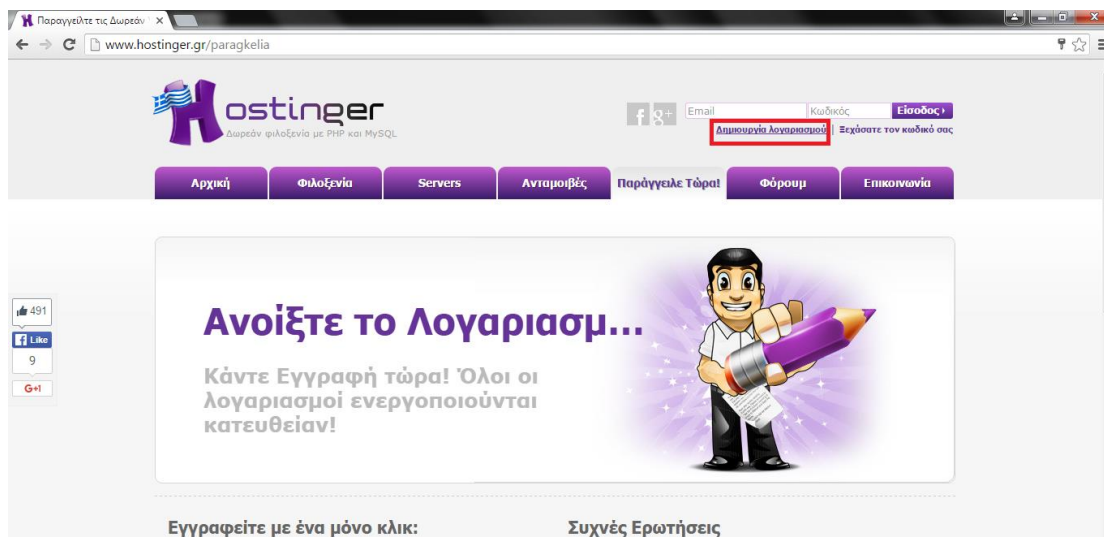 Παραγγείλτε τις Δωρεάν
www.hostinger.gr/paragkelia
Hostinger
Δωρεάν φιλοξενία με PHP και MySQL
f g+ Email Κωδικός Είσοδος
Δημιουργία λογαριασμού | Ξεχάσατε τον κωδικό σας
Αρχική Φιλοξενία Servers Ανταμοιβές Παράγγειλε Τώρα! Φόρουμ Επικοινωνία
Ανοίξτε το Λογαριασμ...
Κάντε Εγγραφή τώρα! Όλοι οι
λογαριασμοί ενεργοποιούνται
κατευθείαν!
491
f Like
9
G+1
Εγγραφείτε με ένα μόνο κλικ: Συχνές Ερωτήσεις